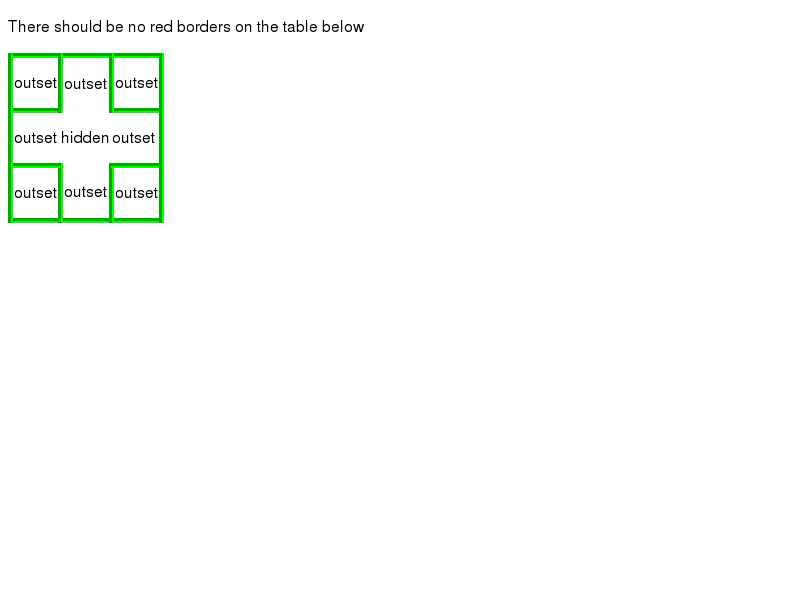 There should be no red borders on the table below
outset outset outset
outset hidden outset
outset outset outset